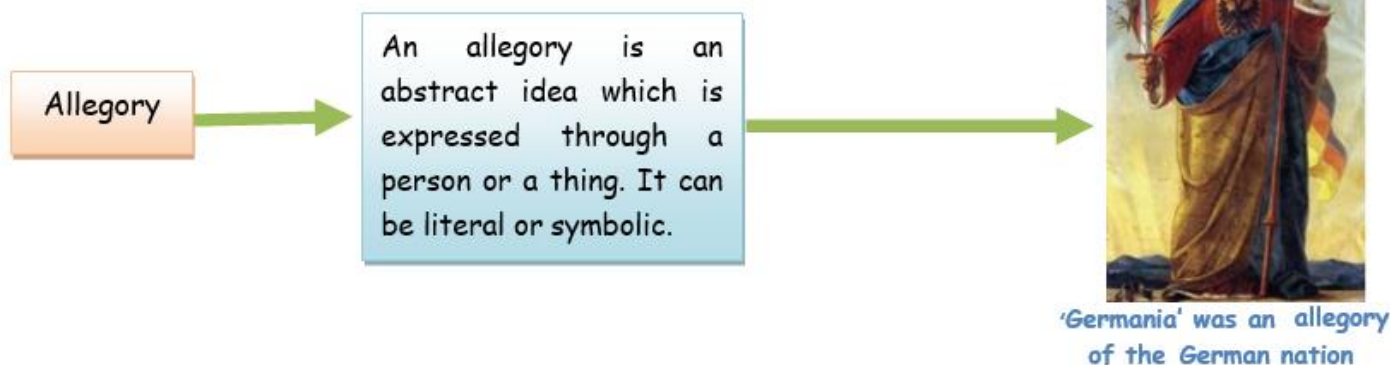 Allegory
An allegory is an
abstract idea which is
expressed through a
person or a thing. It can
be literal or symbolic.
'Germania' was an allegory
of the German nation